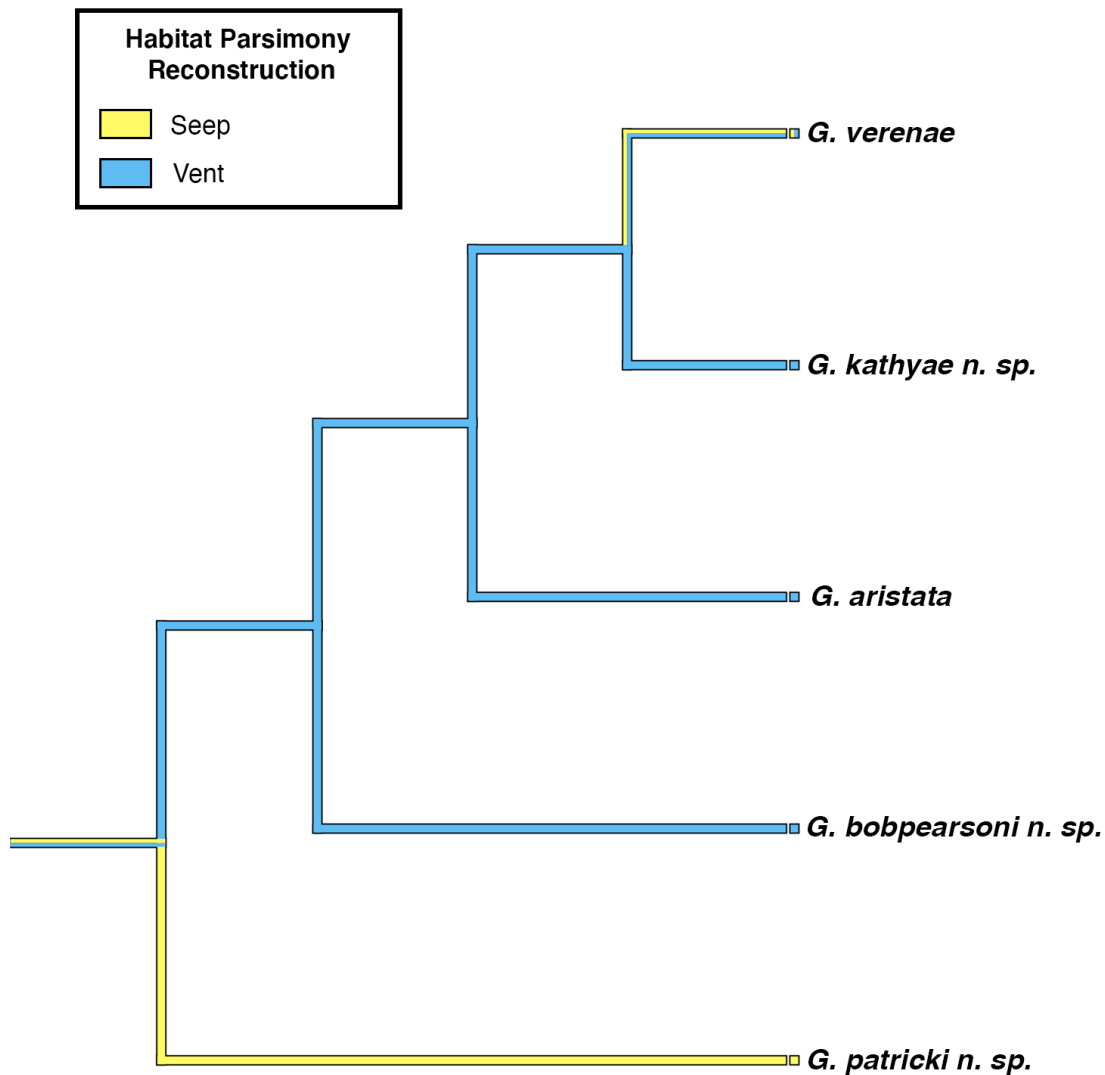 Habitat Parsimony
Reconstruction
Seep
Vent
G. verenae
G. kathyae n. sp.
G. aristata
G. bobpearsoni n. sp.
G. patricki n. sp.